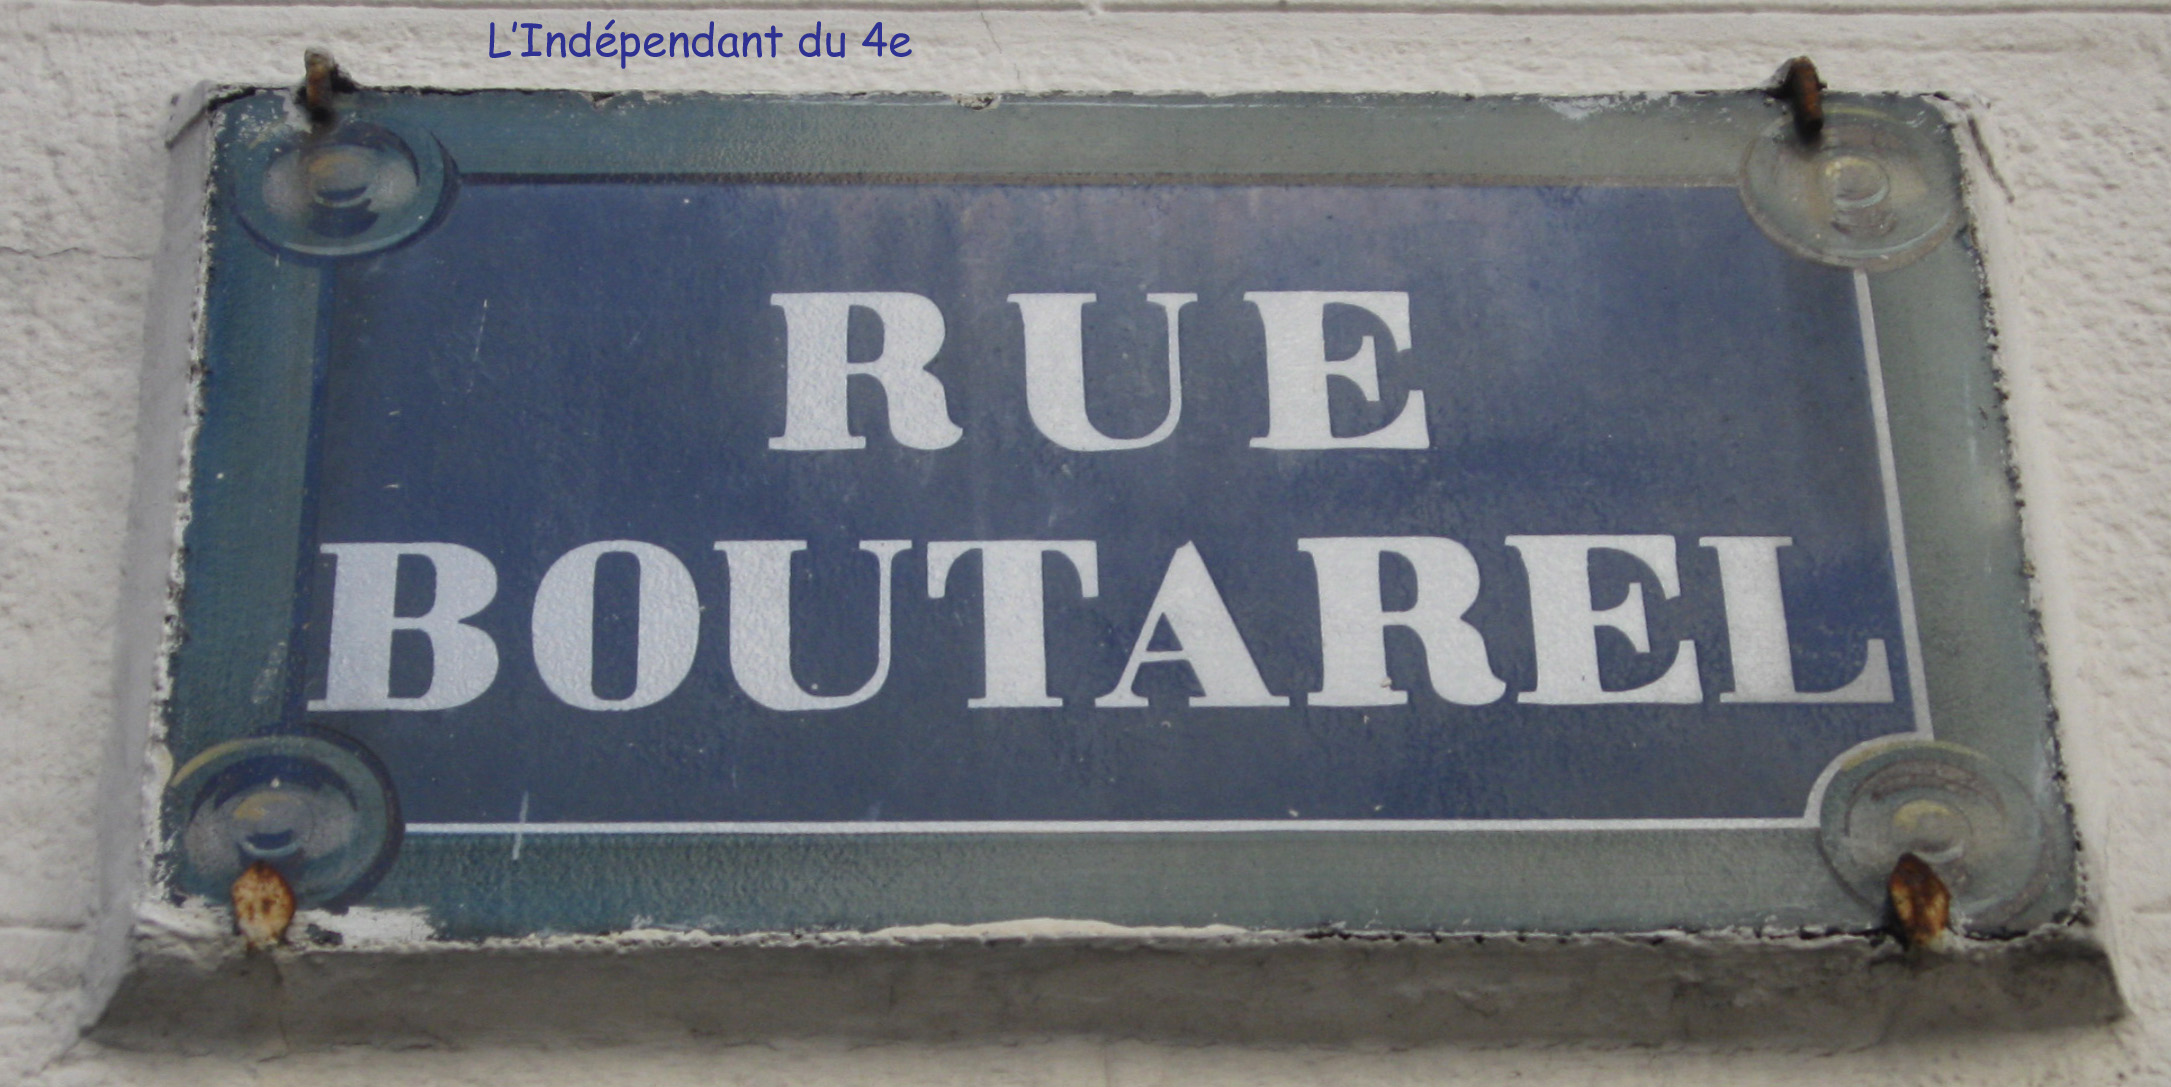 L'Indépendant du 4e
RUE
BOUTAREL